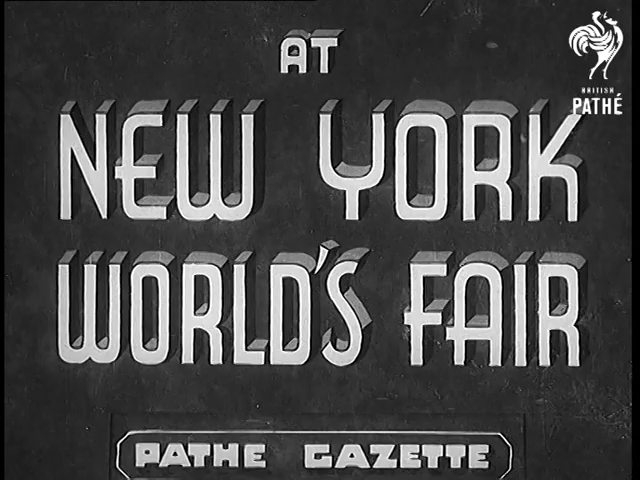 AT
BRITISH
PATHÉ
NEW YORK
WORLD'S FAIR
PATHE GAZETTE